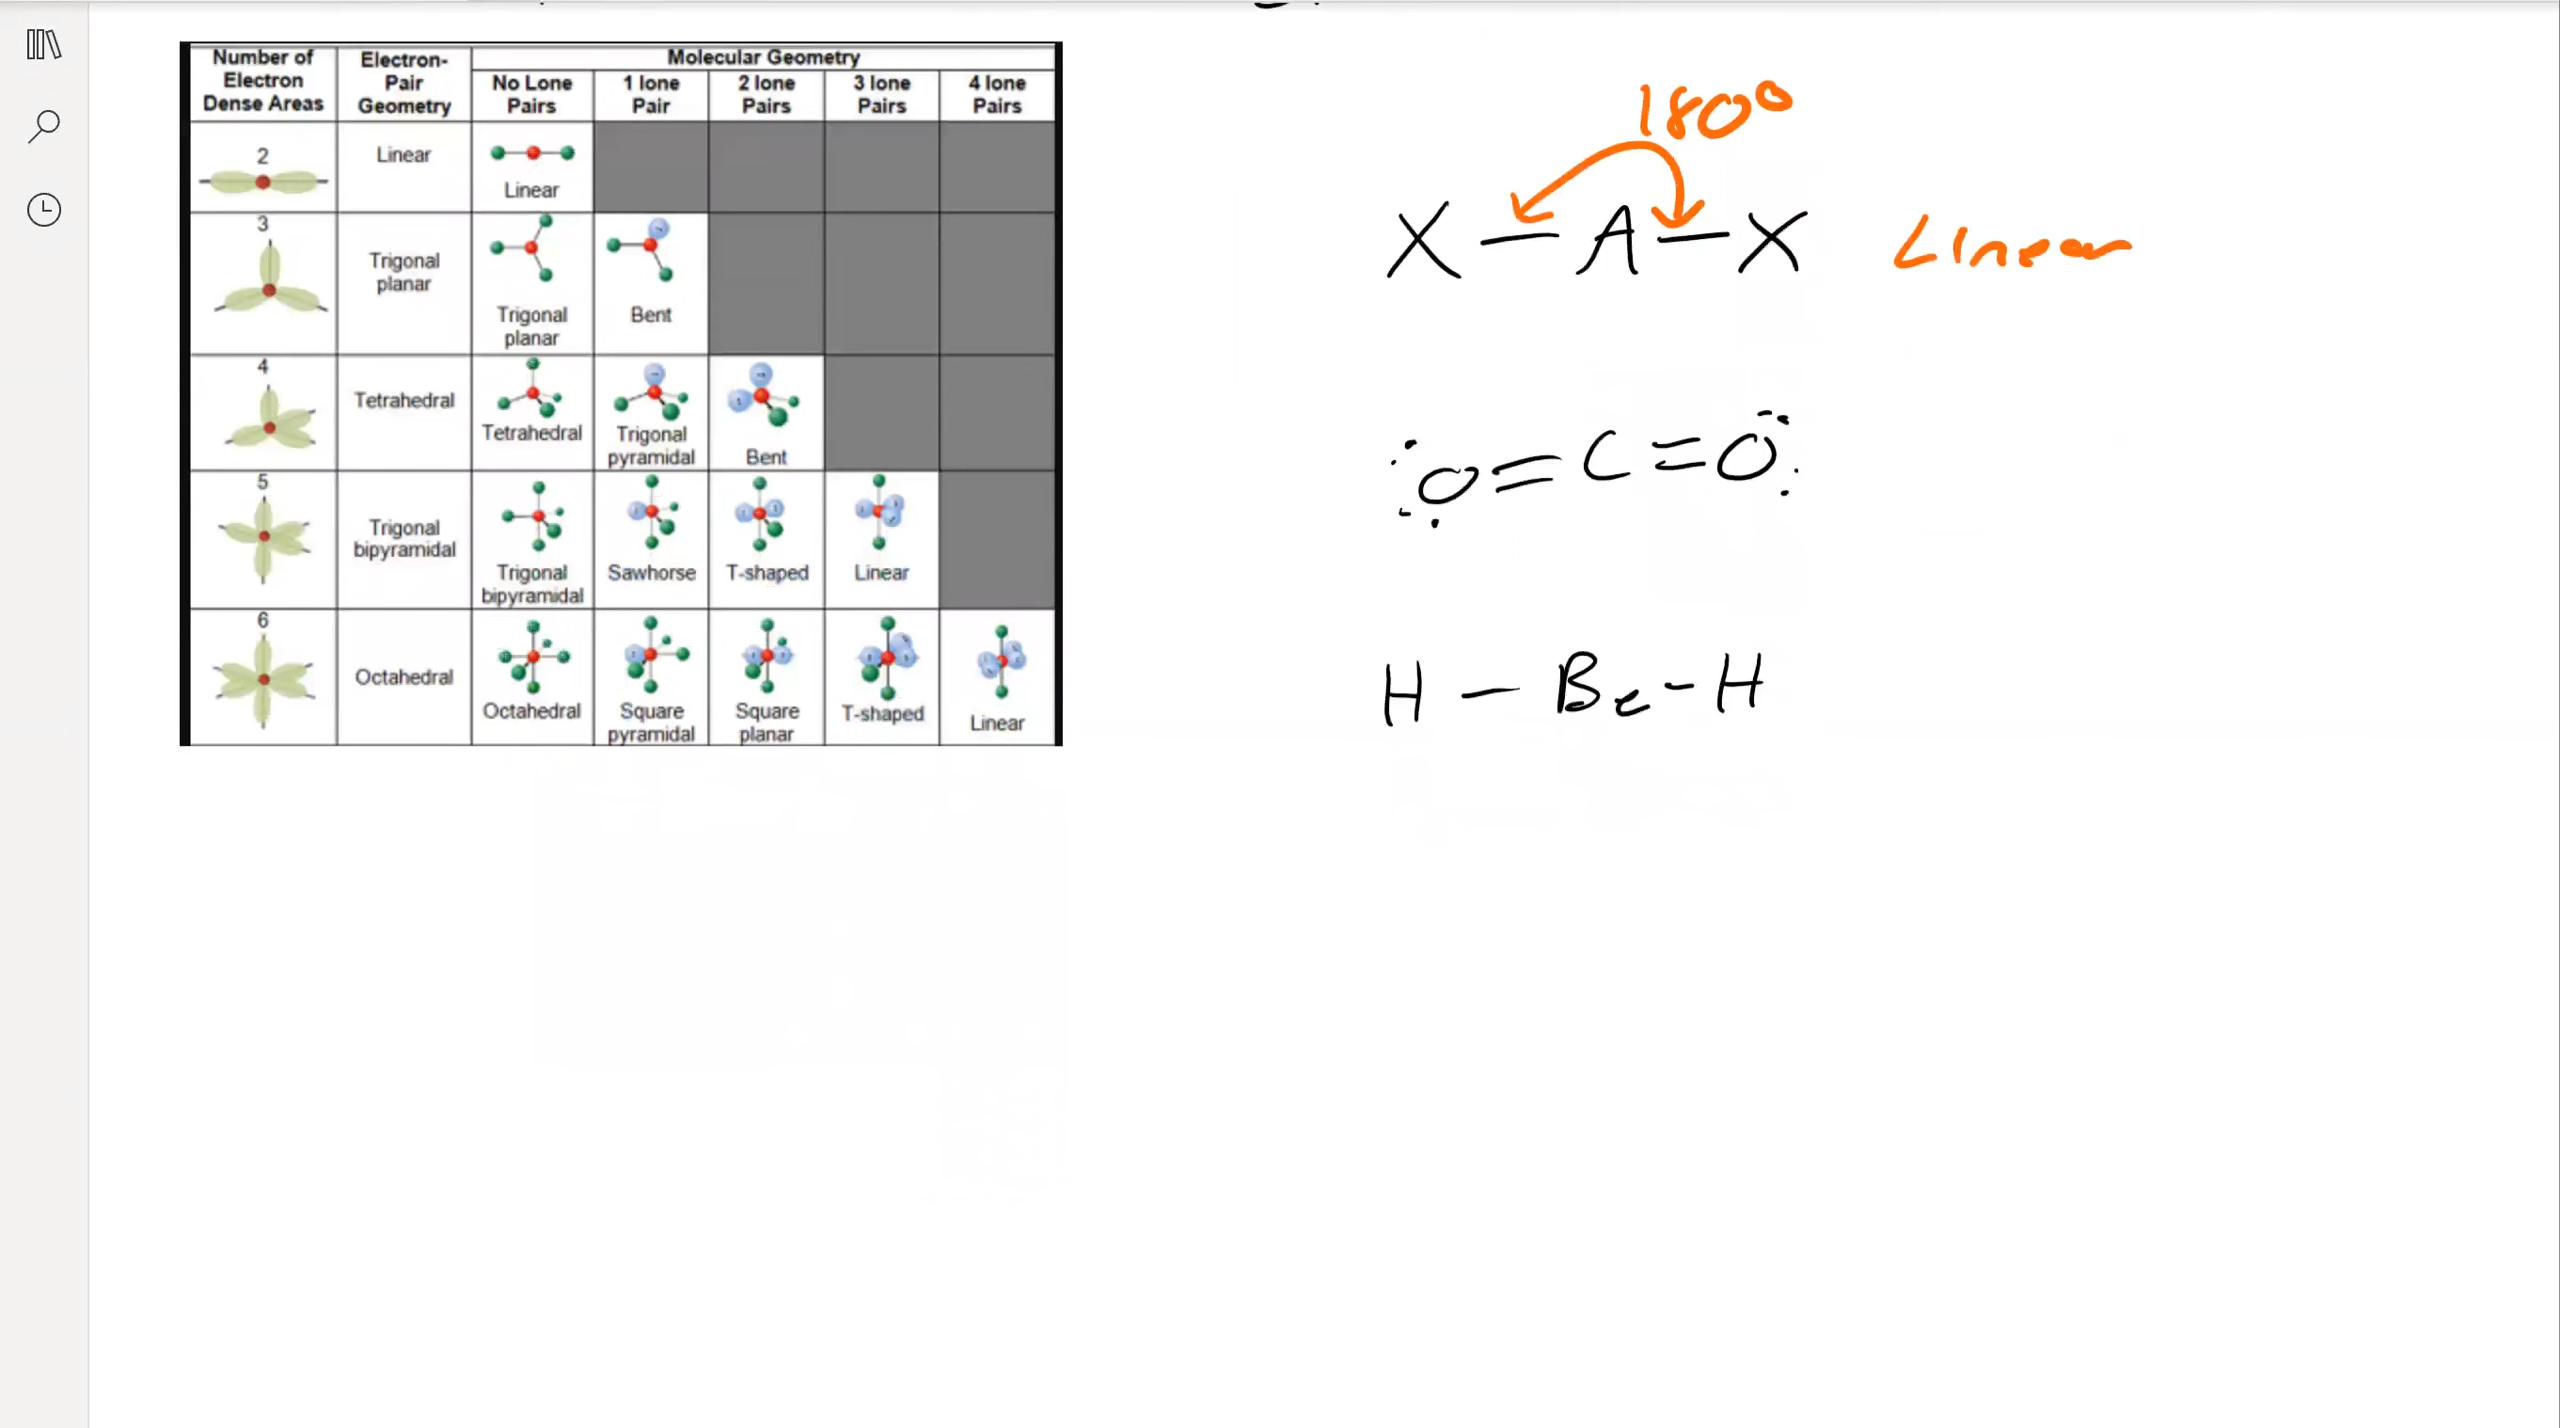 Number of Electron Dense Areas | Electron-Pair Geometry | Molecular Geometry
No Lone Pairs | 1 lone Pair | 2 lone Pairs | 3 lone Pairs | 4 lone Pairs
2 | Linear | Linear
3 | Trigonal planar | Trigonal planar | Bent
4 | Tetrahedral | Tetrahedral | Trigonal pyramidal | Bent
5 | Trigonal bipyramidal | Trigonal bipyramidal | Sawhorse | T-shaped | Linear
6 | Octahedral | Octahedral | Square pyramidal | Square planar | T-shaped | Linear
180°
X — A — X Linear
O = C = O
H — Be - H